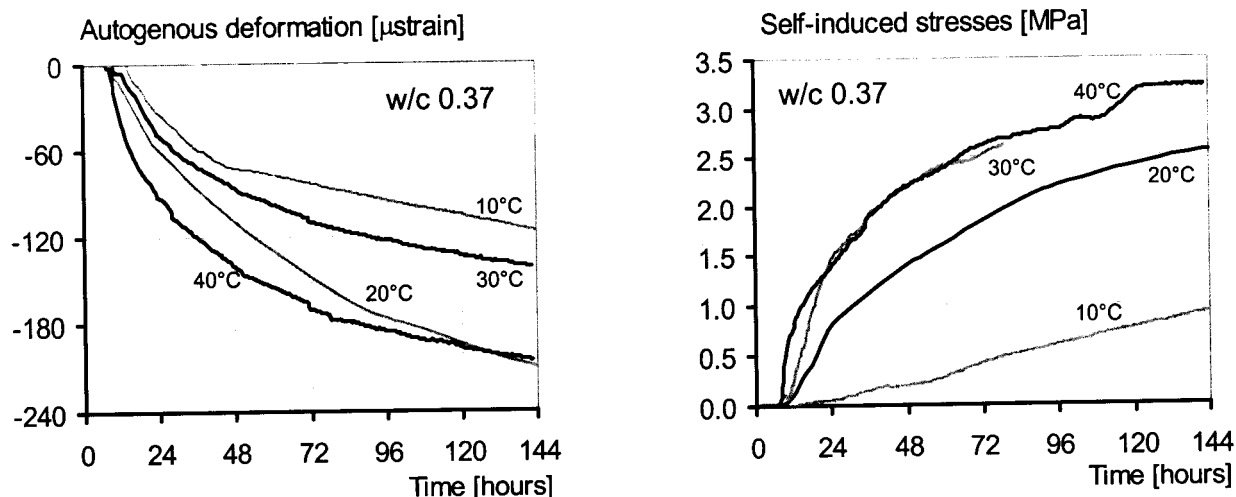 Autogenous deformation [µstrain]
0
-60
-120
-180
-240
w/c 0.37
10°C
30°C
20°C
40°C
0 24 48 72 96 120 144
Time [hours]
Self-induced stresses [MPa]
3.5
3.0
2.5
2.0
1.5
1.0
0.5
0.0
w/c 0.37
40°C
30°C
20°C
10°C
0 24 48 72 96 120 144
Time [hours]